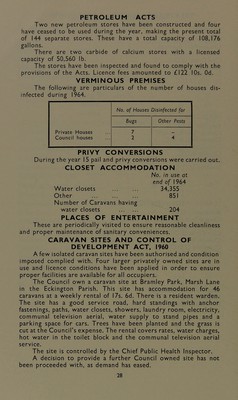 PETROLEUM ACTS
Two new petroleum stores have been constructed and four
have ceased to be used during the year, making the present total
of 144 separate stores. These have a total capacity of 108,176
gallons.
There are two carbide of calcium stores with a licensed
capacity of 50,560 lb.
The stores have been inspected and found to comply with the
provisions of the Acts. Licence fees amounted to £122 10s. 0d.
VERMINOUS PREMISES
The following are particulars of the number of houses dis-
infected during 1964.
No. of Houses Disinfected for
Bugs Other Pests
Private Houses ... 7 –
Council houses ... 3 4
PRIVY CONVERSIONS
During the year 15 pail and privy conversions were carried out.
CLOSET ACCOMMODATION
No. in use at
end of 1964
Water closets ... ... 34,355
Other ... ... 851
Number of Caravans having
water closets ... ... 204
PLACES OF ENTERTAINMENT
These are periodically visited to ensure reasonable cleanliness
and proper maintenance of sanitary conveniences.
CARAVAN SITES AND CONTROL OF
DEVELOPMENT ACT, 1960
A few isolated caravan sites have been authorised and condition
imposed complied with. Four larger privately owned sites are in
use and licence conditions have been applied in order to ensure
proper facilities are available for all occupiers.
The Council own a caravan site at Bramley Park, Marsh Lane
in the Eckington Parish. This site has accommodation for 46
caravans at a weekly rental of 17s. 6d. There is a resident warden.
The site has a good service road, hard standings with anchor
fastenings, paths, water closets, showers, laundry room, electricity,
communal television aerial, water supply to stand pipes and a
parking space for cars. Trees have been planted and the grass is
cut at the Council's expense. The rental covers rates, water charges,
hot water in the toilet block and the communal television aerial
service.
The site is controlled by the Chief Public Health Inspector.
A decision to provide a further Council owned site has not
been proceeded with, as demand has eased.
28